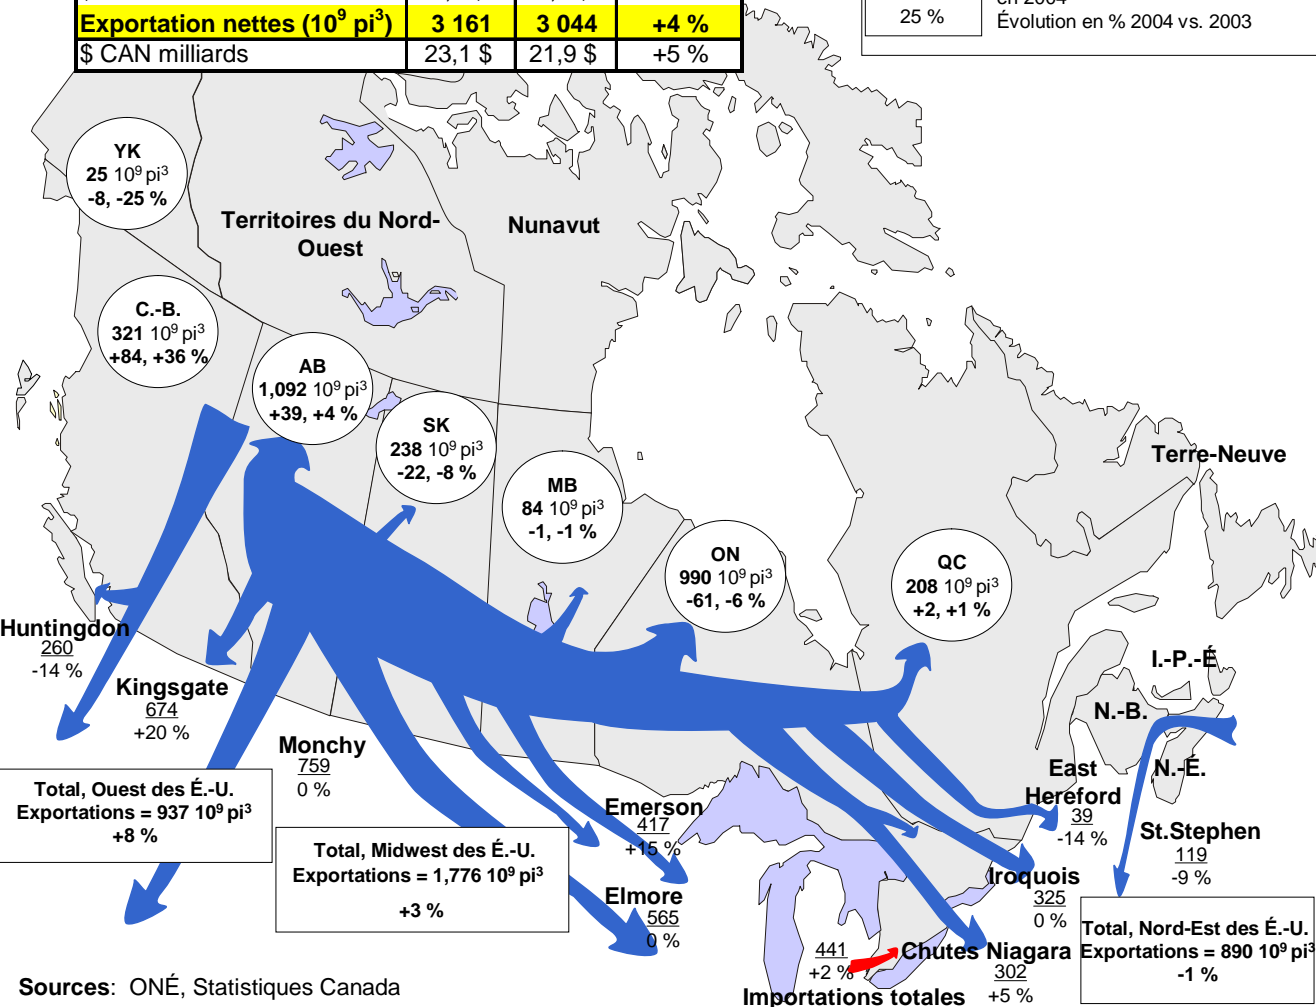 Exportation nettes (10⁹ pi³) 3 161 3 044 +4 %
$ CAN milliards 23,1 $ 21,9 $ +5 %
en 2004
25 % Évolution en % 2004 vs. 2003
YK
25 10⁹ pi³
-8, -25 %
Territoires du Nord-
Ouest
Nunavut
C.-B.
321 10⁹ pi³
+84, +36 %
AB
1,092 10⁹ pi³
+39, +4 %
SK
238 10⁹ pi³
-22, -8 %
MB
84 10⁹ pi³
-1, -1 %
ON
990 10⁹ pi³
-61, -6 %
QC
208 10⁹ pi³
+2, +1 %
Terre-Neuve
I.-P.-É
N.-B.
N.-É.
Huntingdon
260
-14 %
Kingsgate
674
+20 %
Monchy
759
0 %
Total, Ouest des É.-U.
Exportations = 937 10⁹ pi³
+8 %
Total, Midwest des É.-U.
Exportations = 1,776 10⁹ pi³
+3 %
Emerson
417
+15 %
Elmore
565
0 %
East
Hereford
39
-14 %
St.Stephen
119
-9 %
Iroquois
325
0 %
Total, Nord-Est des É.-U.
Exportations = 890 10⁹ pi³
-1 %
Chutes Niagara
302
+5 %
441
+2 %
Importations totales
Sources: ONÉ, Statistiques Canada